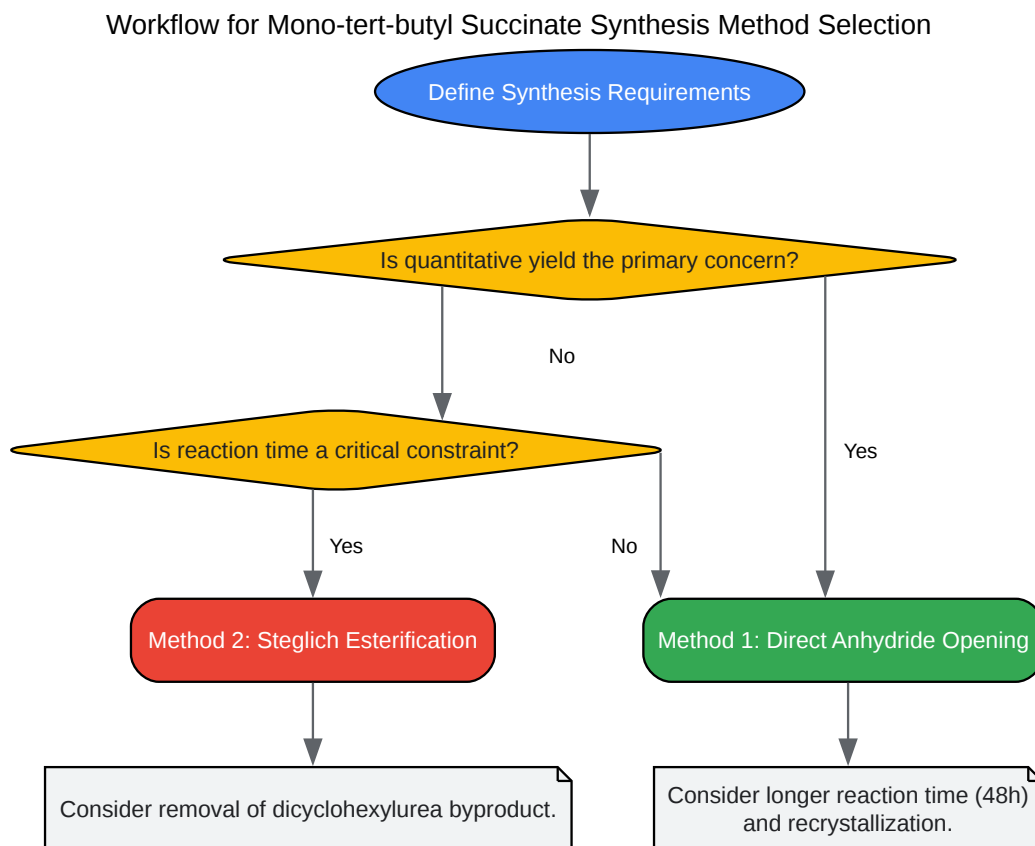 Workflow for Mono-tert-butyl Succinate Synthesis Method Selection
Define Synthesis Requirements
Is quantitative yield the primary concern?
No
Is reaction time a critical constraint?
Yes
Yes
No
Method 2: Steglich Esterification
Method 1: Direct Anhydride Opening
Consider removal of dicyclohexylurea byproduct.
Consider longer reaction time (48h)
and recrystallization.